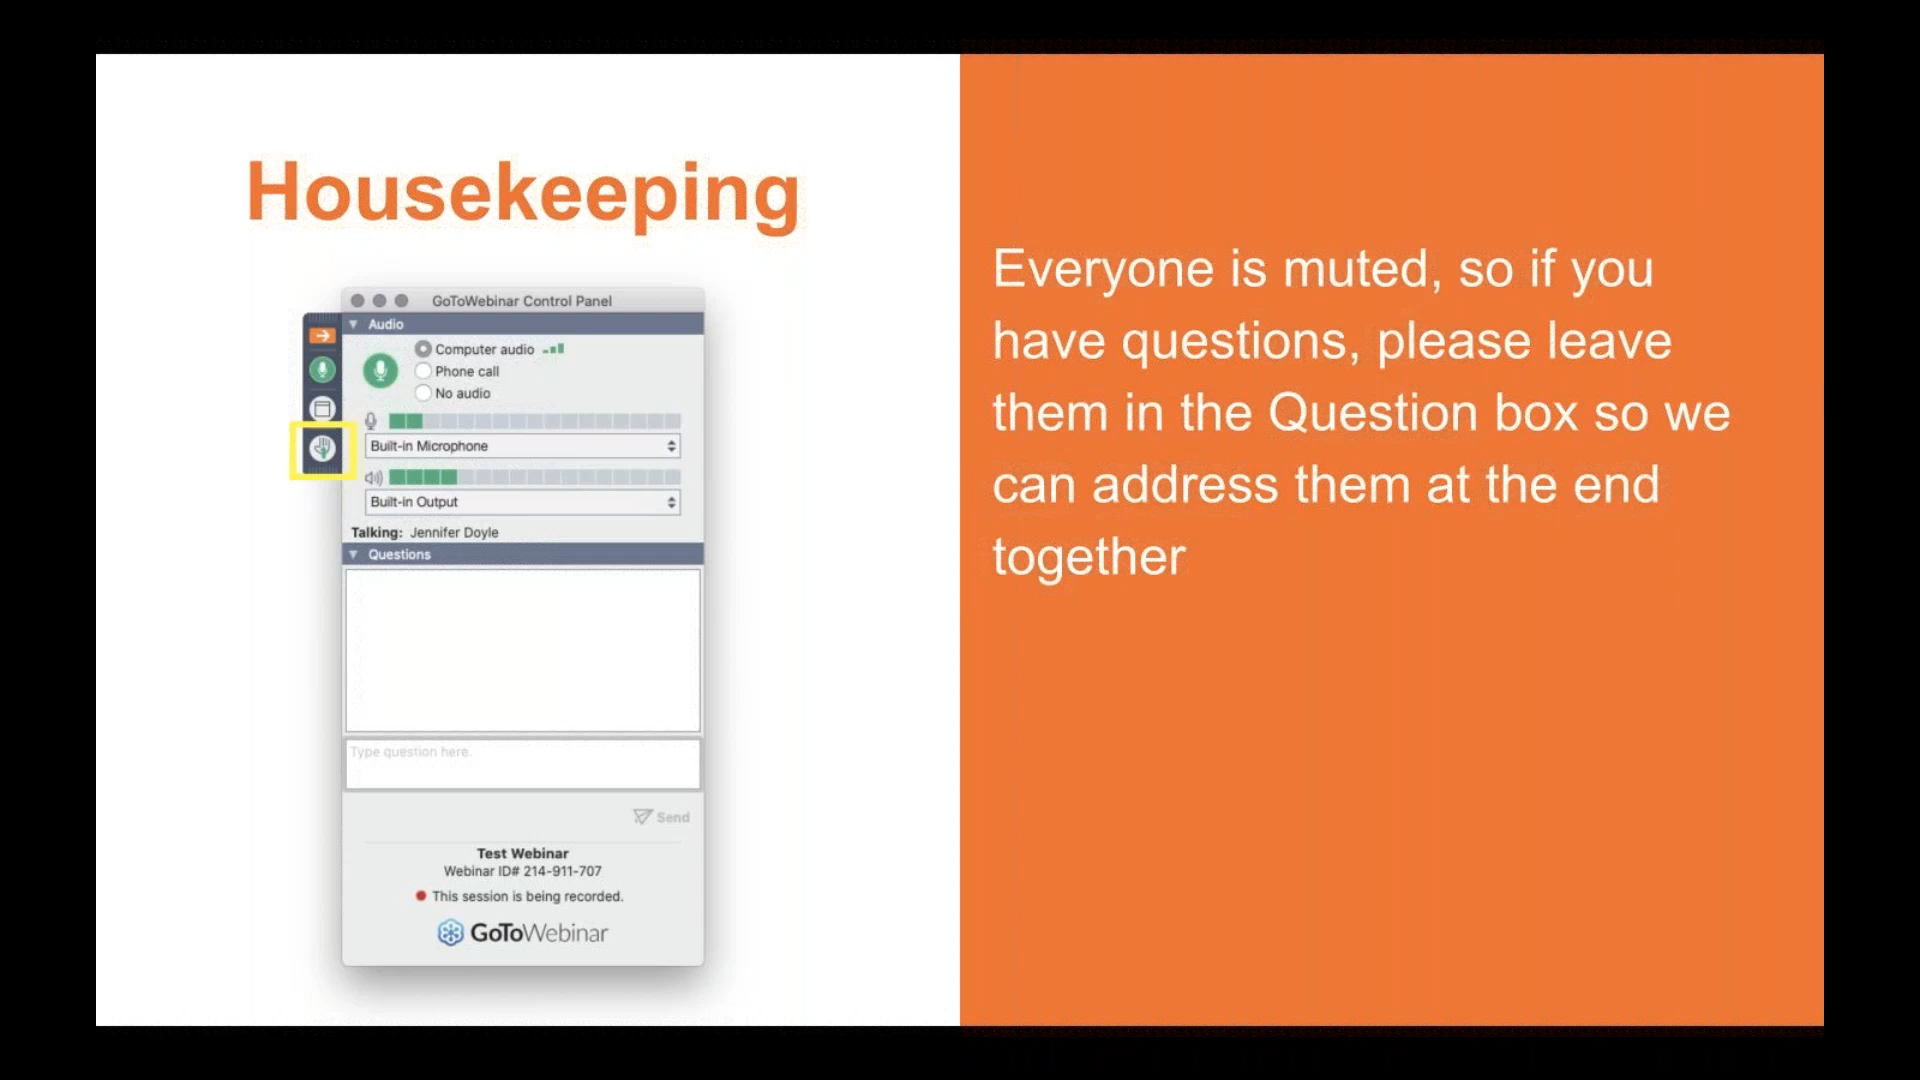 Housekeeping
GoToWebinar Control Panel
Audio
Computer audio
Phone call
No audio
Built-in Microphone
Built-in Output
Talking: Jennifer Doyle
Questions
Type question here.
Send
Test Webinar
Webinar ID# 214-911-707
This session is being recorded.
GoToWebinar
Everyone is muted, so if you
have questions, please leave
them in the Question box so we
can address them at the end
together